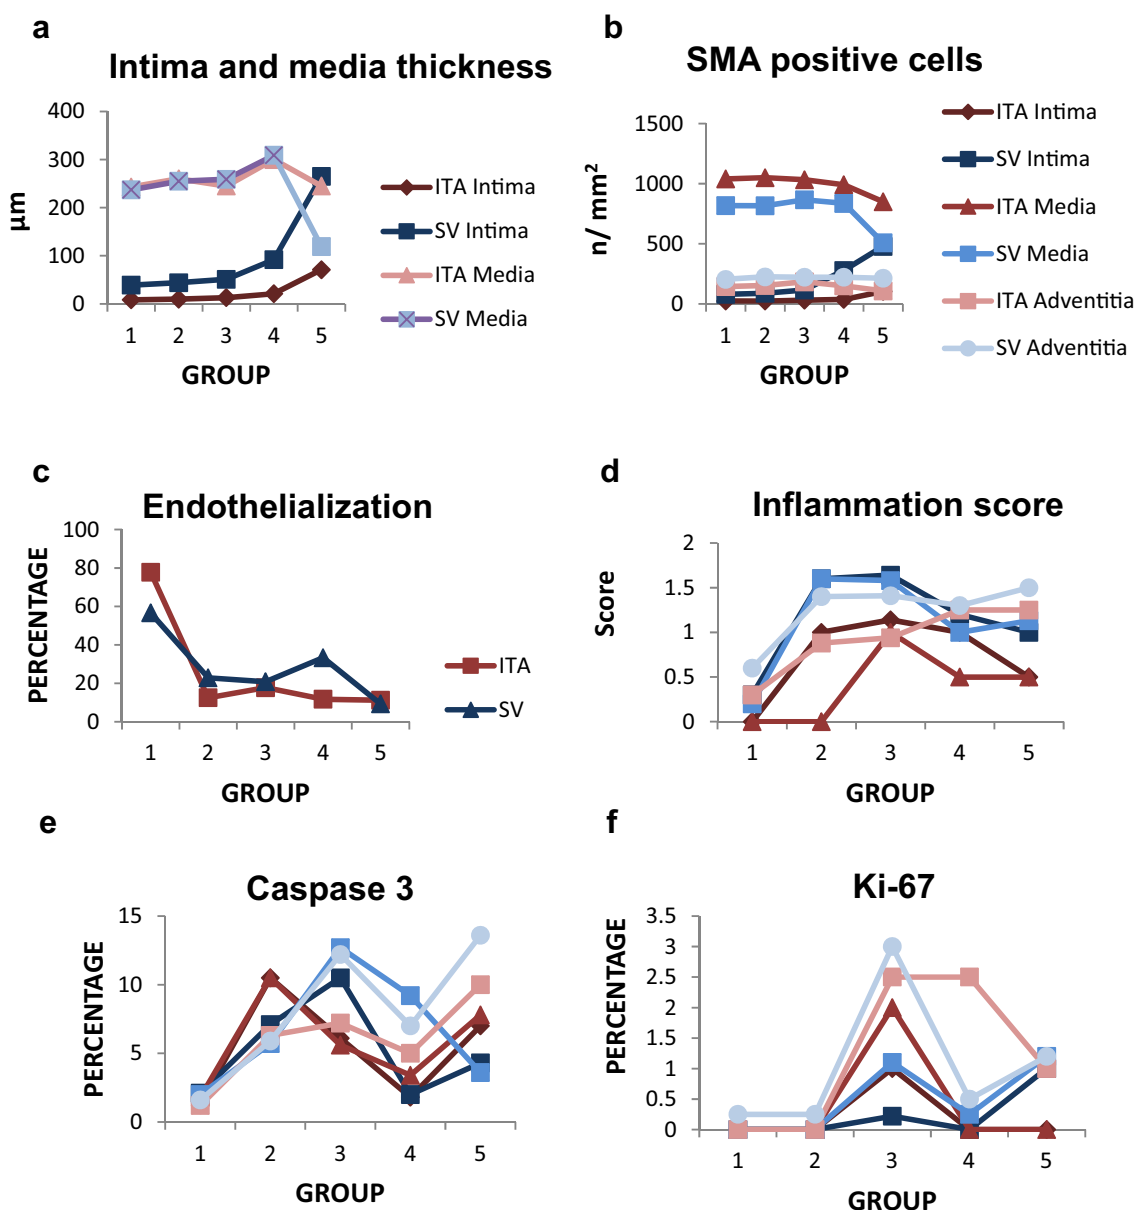 a
Intima and media thickness
400
300
200
100
0
µm
1 2 3 4 5
GROUP
ITA Intima
SV Intima
ITA Media
SV Media
b
SMA positive cells
1500
1000
500
0
n/ mm²
1 2 3 4 5
GROUP
ITA Intima
SV Intima
ITA Media
SV Media
ITA Adventitia
SV Adventitia
c
Endothelialization
100
80
60
40
20
0
PERCENTAGE
1 2 3 4 5
GROUP
ITA
SV
d
Inflammation score
2
1.5
1
0.5
0
Score
1 2 3 4 5
GROUP
e
Caspase 3
15
10
5
0
PERCENTAGE
1 2 3 4 5
GROUP
f
Ki-67
3.5
3
2.5
2
1.5
1
0.5
0
PERCENTAGE
1 2 3 4 5
GROUP